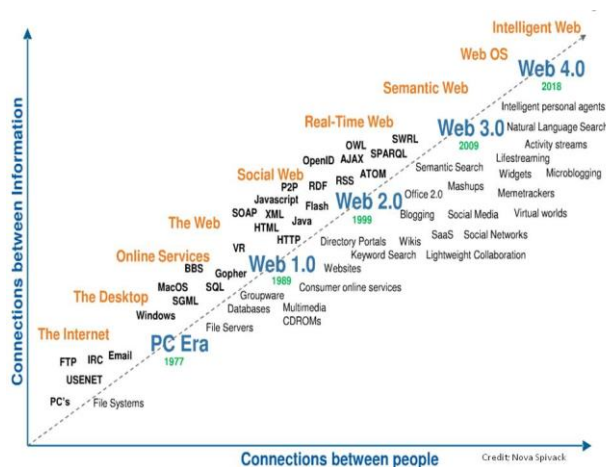 Intelligent Web
Web OS
Web 4.0
2018
Semantic Web
Intelligent personal agents
Real-Time Web
Web 3.0
2009
Natural Language Search
SWRL
OWL
Activity streams
SPARQL
OpenID
AJAX
Lifestreaming
Semantic Search
ATOM
Widgets
Microblogging
Social Web
RSS
P2P
RDF
Office 2.0
Mashups
Memetrackers
Javascript
Flash
Web 2.0
1999
The Web
SOAP
XML
Java
Blogging
Social Media
Virtual worlds
HTML
HTTP
SaaS
Social Networks
VR
Directory Portals
Wikis
Keyword Search
Lightweight Collaboration
Online Services
BBS
Gopher
Web 1.0
1989
Websites
MacOS
SQL
Consumer online services
The Desktop
SGML
Groupware
Databases
Multimedia
CDROMs
Windows
File Servers
The Internet
PC Era
1977
FTP
IRC
Email
USENET
PC's
File Systems
Connections between Information
Connections between people
Credit: Nova Spivack